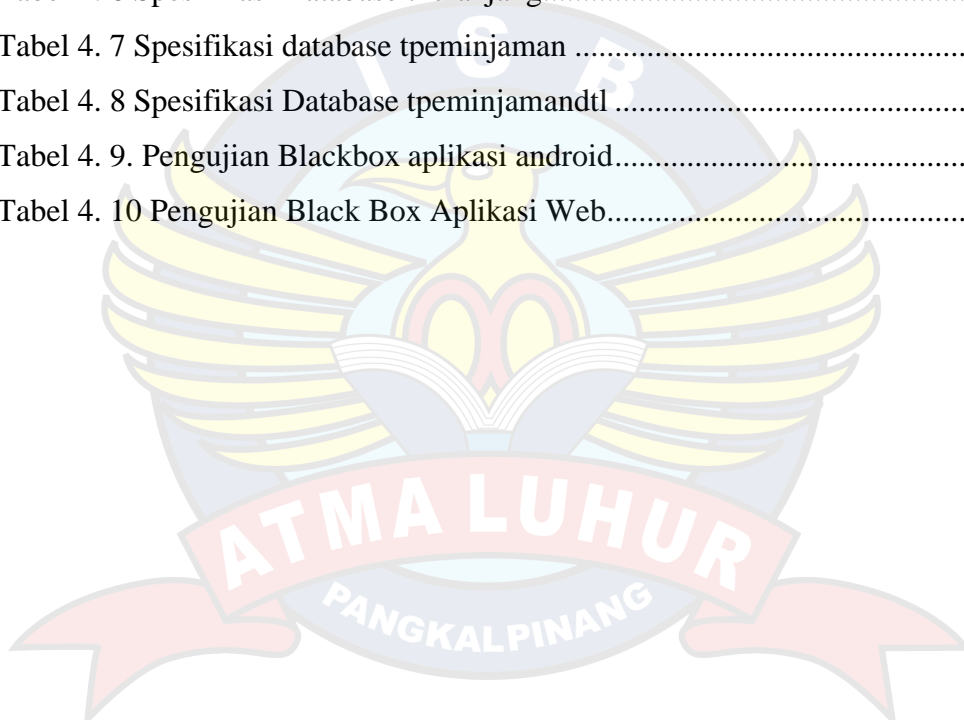 Tabel 4. 7 Spesifikasi database tpeminjaman ................................................
Tabel 4. 8 Spesifikasi Database tpeminjamandtl ............................................
Tabel 4. 9. Pengujian Blackbox aplikasi android............................................
Tabel 4. 10 Pengujian Black Box Aplikasi Web.............................................
ISB
ATMA LUHUR
PANGKALPINANG